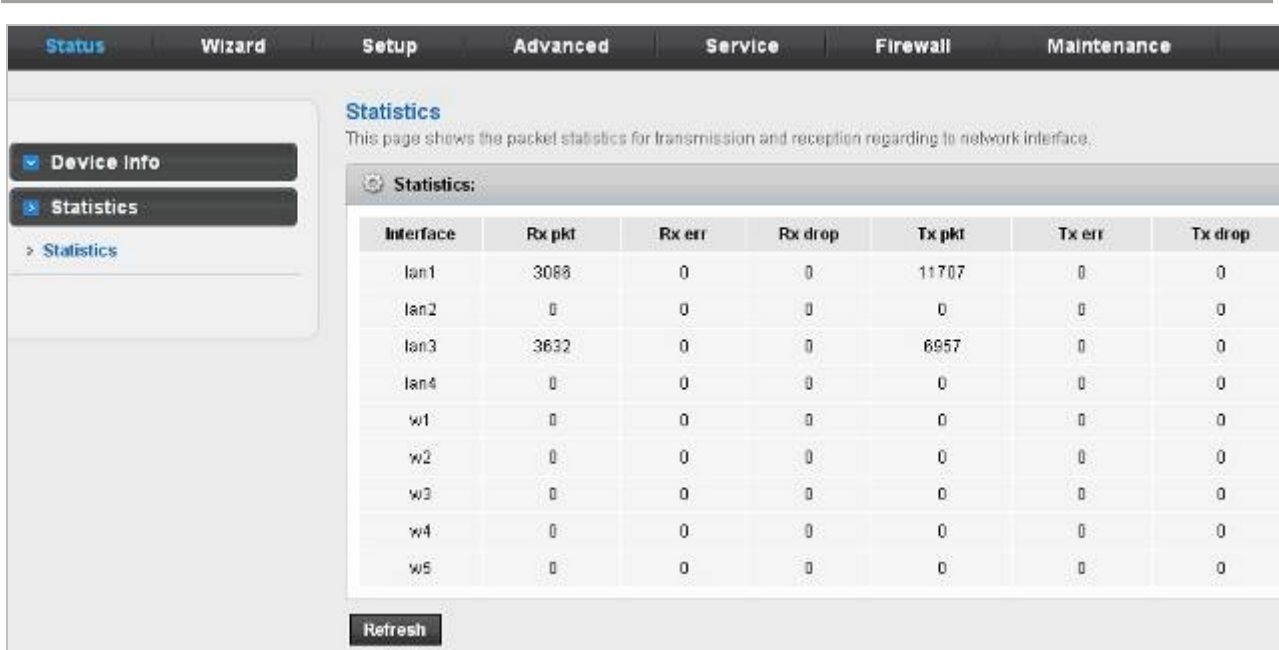 Status Wizard Setup Advanced Service Firewall Maintenance
Device Info
Statistics
> Statistics
Statistics
This page shows the packet statistics for transmission and reception regarding to network interface.
Statistics:
Interface Rx pkt Rx err Rx drop Tx pkt Tx err Tx drop
lan1 3086 0 0 11707 0 0
lan2 0 0 0 0 0 0
lan3 3632 0 0 6957 0 0
lan4 0 0 0 0 0 0
w1 0 0 0 0 0 0
w2 0 0 0 0 0 0
w3 0 0 0 0 0 0
w4 0 0 0 0 0 0
w5 0 0 0 0 0 0
Refresh